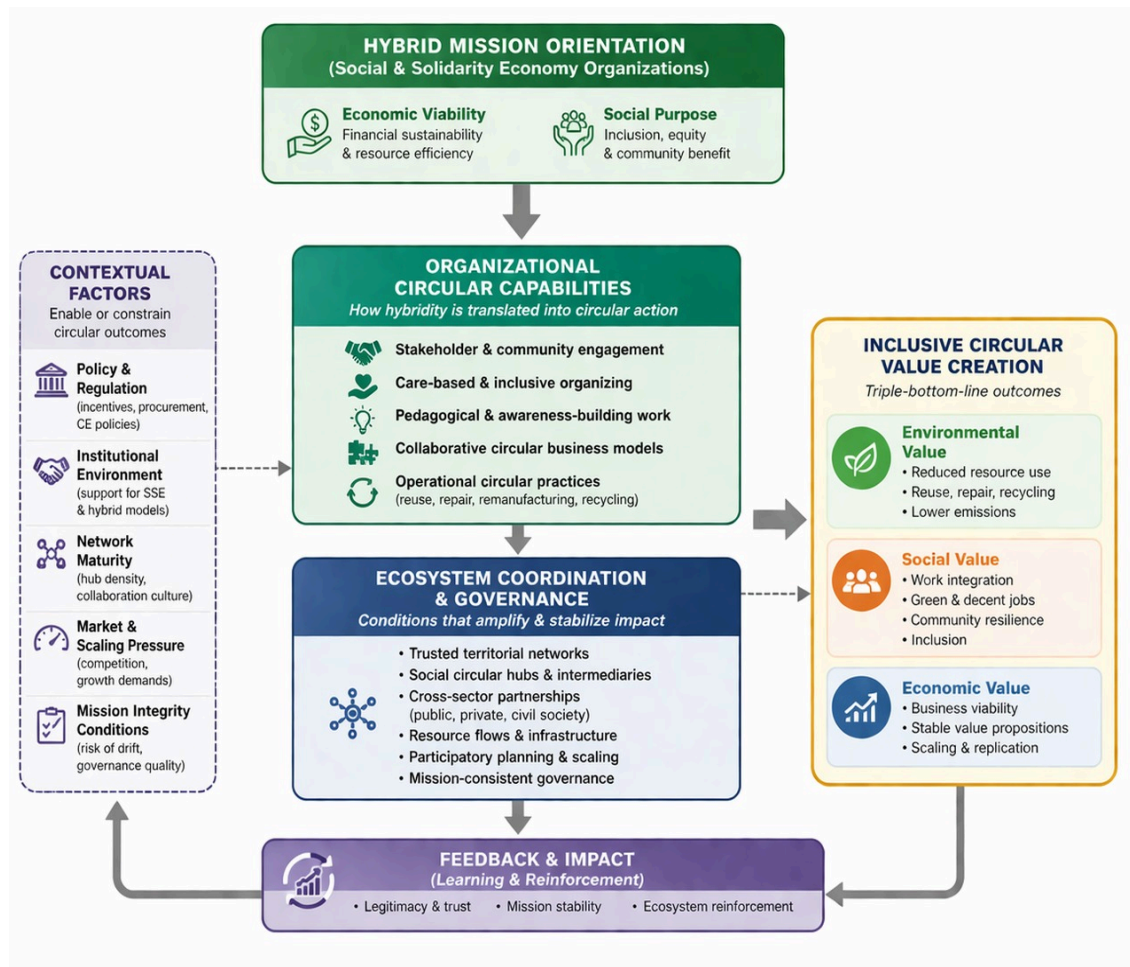 HYBRID MISSION ORIENTATION
(Social & Solidarity Economy Organizations)
Economic Viability
Financial sustainability
& resource efficiency
Social Purpose
Inclusion, equity
& community benefit
CONTEXTUAL
FACTORS
Enable or constrain
circular outcomes
Policy &
Regulation
(incentives, procurement,
CE policies)
Institutional
Environment
(support for SSE
& hybrid models)
Network
Maturity
(hub density,
collaboration culture)
Market &
Scaling Pressure
(competition,
growth demands)
Mission Integrity
Conditions
(risk of drift,
governance quality)
ORGANIZATIONAL
CIRCULAR CAPABILITIES
How hybridity is translated into circular action
Stakeholder & community engagement
Care-based & inclusive organizing
Pedagogical & awareness-building work
Collaborative circular business models
Operational circular practices
(reuse, repair, remanufacturing, recycling)
ECOSYSTEM COORDINATION
& GOVERNANCE
Conditions that amplify & stabilize impact
• Trusted territorial networks
• Social circular hubs & intermediaries
• Cross-sector partnerships
(public, private, civil society)
• Resource flows & infrastructure
• Participatory planning & scaling
• Mission-consistent governance
INCLUSIVE CIRCULAR
VALUE CREATION
Triple-bottom-line outcomes
Environmental
Value
• Reduced resource use
• Reuse, repair, recycling
• Lower emissions
Social Value
• Work integration
• Green & decent jobs
• Community resilience
• Inclusion
Economic Value
• Business viability
• Stable value propositions
• Scaling & replication
FEEDBACK & IMPACT
(Learning & Reinforcement)
• Legitimacy & trust • Mission stability • Ecosystem reinforcement